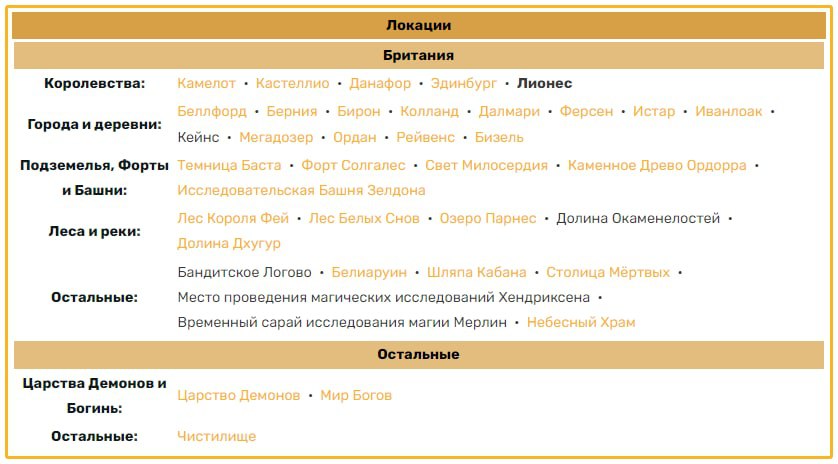 Локации
Британия
Королевства: Камелот • Кастеллио • Данафор • Эдинбург • Лионес
Города и деревни: Беллфорд • Берния • Бирон • Колланд • Далмари • Ферсен • Истар • Иванлоак •
Кейнс • Мегадозер • Ордан • Рейвенс • Бизель
Подземелья, Форты Темница Баста • Форт Солгалес • Свет Милосердия • Каменное Древо Ордорра •
и Башни: Исследовательская Башня Зелдона
Леса и реки: Лес Короля Фей • Лес Белых Снов • Озеро Парнес • Долина Окаменелостей •
Долина Дхугур
Остальные: Бандитское Логово • Белиаруин • Шляпа Кабана • Столица Мёртвых •
Место проведения магических исследований Хендриксена •
Временный сарай исследования магии Мерлин • Небесный Храм
Остальные
Царства Демонов и
Богинь: Царство Демонов • Мир Богов
Остальные: Чистилище